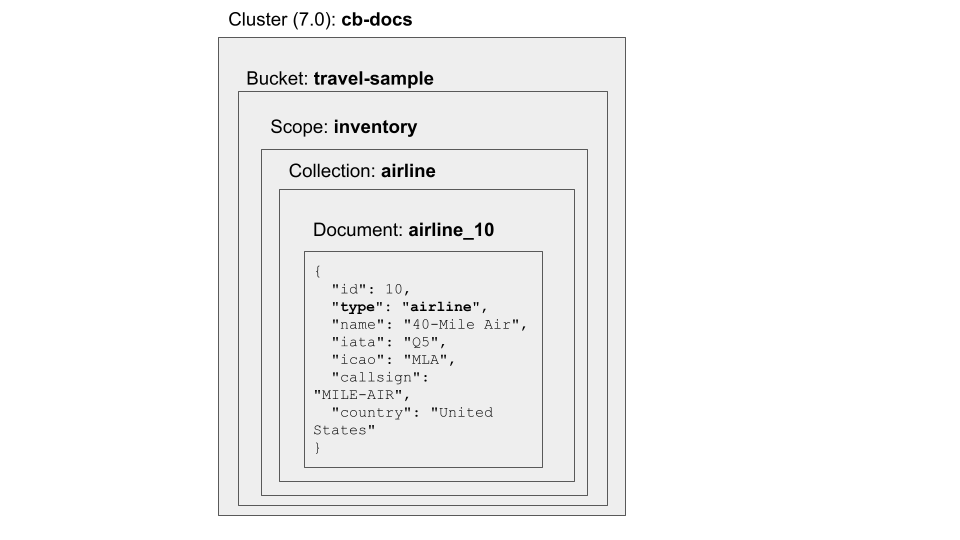 Cluster (7.0): cb-docs
Bucket: travel-sample
Scope: inventory
Collection: airline
Document: airline_10
{
  "id": 10,
  "type": "airline",
  "name": "40-Mile Air",
  "iata": "Q5",
  "icao": "MLA",
  "callsign":
"MILE-AIR",
  "country": "United
States"
}